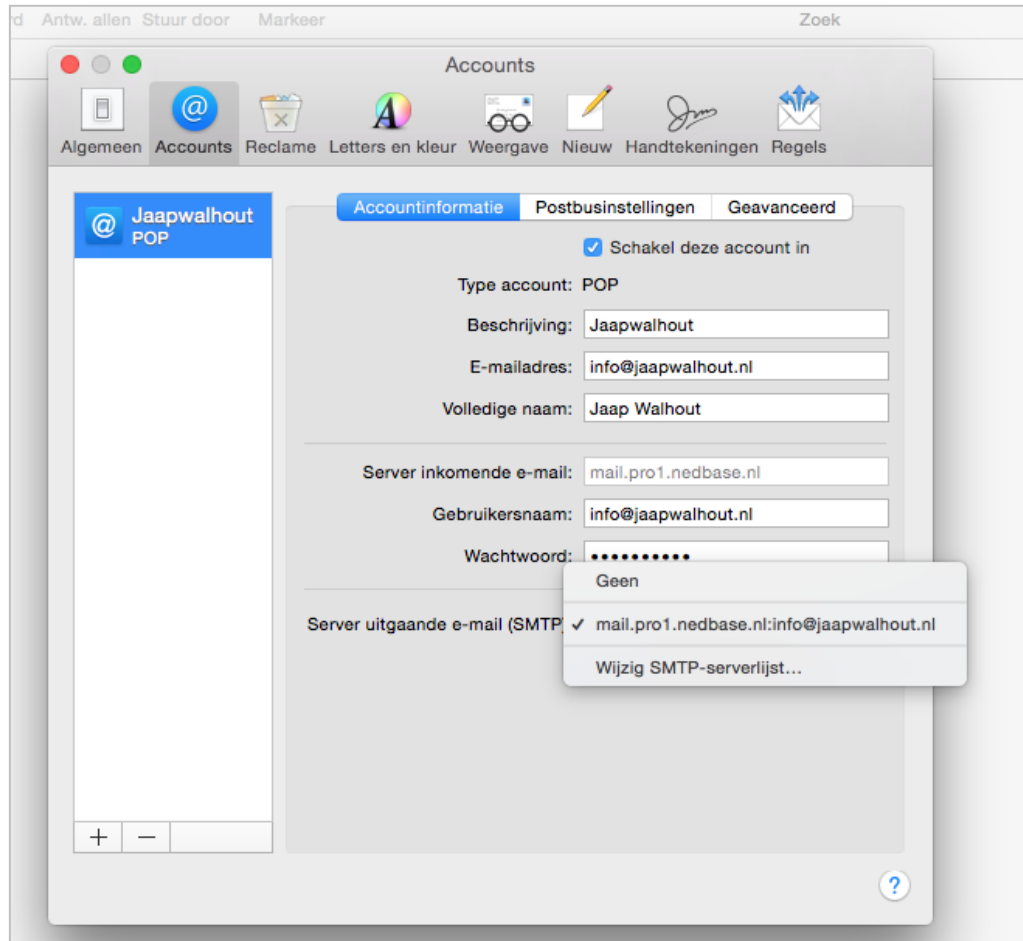 Antw. allen Stuur door Markeer Zoek
Accounts
Algemeen Accounts Reclame Letters en kleur Weergave Nieuw Handtekeningen Regels
Jaapwalhout
POP
Accountinformatie Postbusinstellingen Geavanceerd
Schakel deze account in
Type account: POP
Beschrijving: Jaapwalhout
E-mailadres: info@jaapwalhout.nl
Volledige naam: Jaap Walhout
Server inkomende e-mail: mail.pro1.nedbase.nl
Gebruikersnaam: info@jaapwalhout.nl
Wachtwoord: ••••••••••
Geen
Server uitgaande e-mail (SMTP) ✓ mail.pro1.nedbase.nl:info@jaapwalhout.nl
Wijzig SMTP-serverlijst...